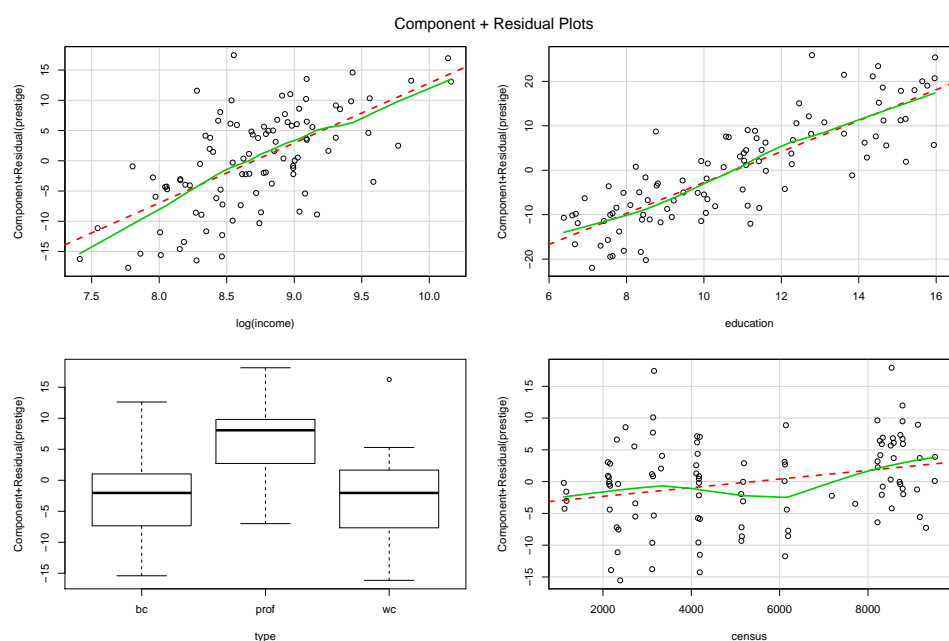 Component + Residual Plots
Component+Residual(prestige)
15
10
5
0
−5
−10
−15
7.5 8.0 8.5 9.0 9.5 10.0
log(income)
Component+Residual(prestige)
20
10
0
−10
−20
6 8 10 12 14 16
education
Component+Residual(prestige)
15
10
5
0
−5
−10
−15
bc prof wc
type
Component+Residual(prestige)
15
10
5
0
−5
−10
−15
2000 4000 6000 8000
census